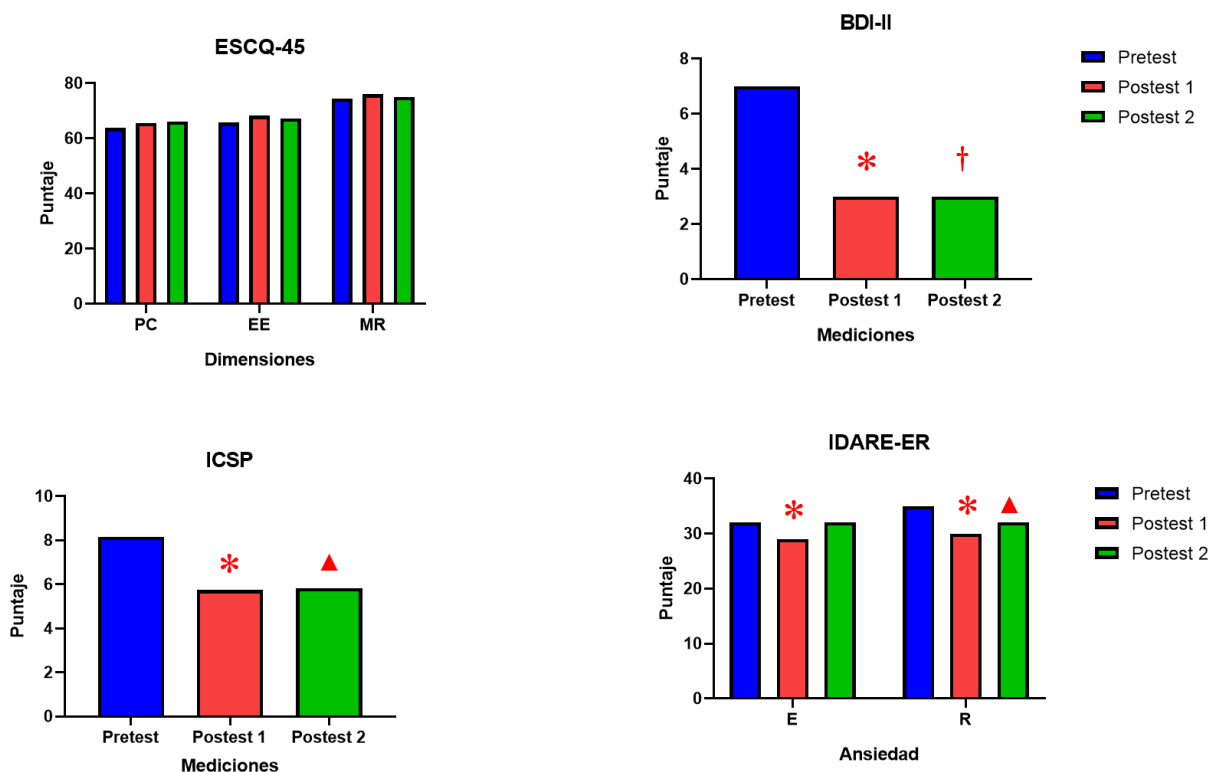 ESCQ-45
Puntaje
80
60
40
20
0
PC EE MR
Dimensiones
BDI-II
Puntaje
8
6
4
2
0
Pretest Postest 1 Postest 2
Mediciones
*
†
Pretest
Postest 1
Postest 2
ICSP
Puntaje
10
8
6
4
2
0
*
▲
Pretest Postest 1 Postest 2
Mediciones
IDARE-ER
Puntaje
40
30
20
10
0
* * ▲
E R
Ansiedad
Pretest
Postest 1
Postest 2